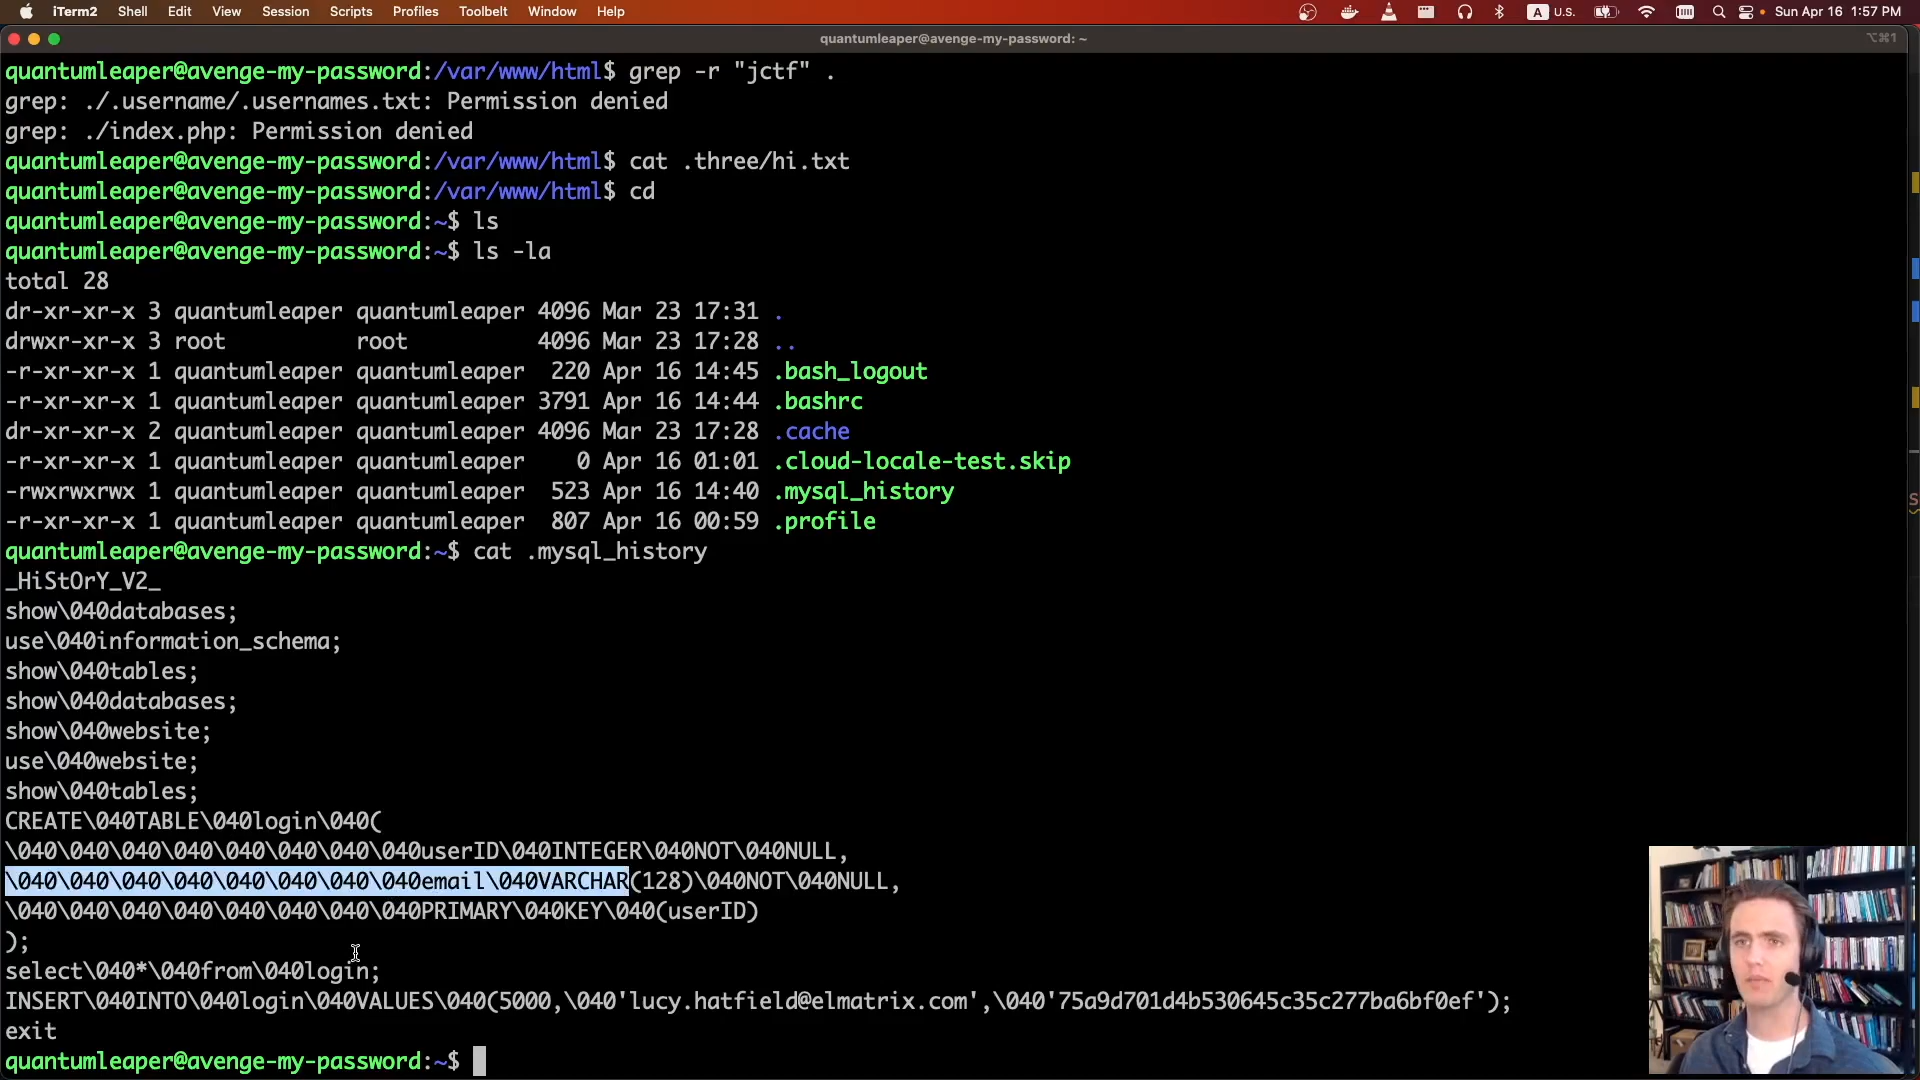 iTerm2 Shell Edit View Session Scripts Profiles Toolbelt Window Help
A U.S. Sun Apr 16 1:57 PM
quantumleaper@avenge-my-password: ~
⌥⌘1
quantumleaper@avenge-my-password:/var/www/html$ grep -r "jctf" .
grep: ./.username/.usernames.txt: Permission denied
grep: ./index.php: Permission denied
quantumleaper@avenge-my-password:/var/www/html$ cat .three/hi.txt
quantumleaper@avenge-my-password:/var/www/html$ cd
quantumleaper@avenge-my-password:~$ ls
quantumleaper@avenge-my-password:~$ ls -la
total 28
dr-xr-xr-x 3 quantumleaper quantumleaper 4096 Mar 23 17:31 .
drwxr-xr-x 3 root          root          4096 Mar 23 17:28 ..
-r-xr-xr-x 1 quantumleaper quantumleaper  220 Apr 16 14:45 .bash_logout
-r-xr-xr-x 1 quantumleaper quantumleaper 3791 Apr 16 14:44 .bashrc
dr-xr-xr-x 2 quantumleaper quantumleaper 4096 Mar 23 17:28 .cache
-r-xr-xr-x 1 quantumleaper quantumleaper    0 Apr 16 01:01 .cloud-locale-test.skip
-rwxrwxrwx 1 quantumleaper quantumleaper  523 Apr 16 14:40 .mysql_history
-r-xr-xr-x 1 quantumleaper quantumleaper  807 Apr 16 00:59 .profile
quantumleaper@avenge-my-password:~$ cat .mysql_history
_HiStOrY_V2_
show\040databases;
use\040information_schema;
show\040tables;
show\040databases;
show\040website;
use\040website;
show\040tables;
CREATE\040TABLE\040login\040(
\040\040\040\040\040\040\040\040userID\040INTEGER\040NOT\040NULL,
\040\040\040\040\040\040\040\040email\040VARCHAR(128)\040NOT\040NULL,
\040\040\040\040\040\040\040\040PRIMARY\040KEY\040(userID)
);
select\040*\040from\040login;
INSERT\040INTO\040login\040VALUES\040(5000,\040'lucy.hatfield@elmatrix.com',\040'75a9d701d4b530645c35c277ba6bf0ef');
exit
quantumleaper@avenge-my-password:~$